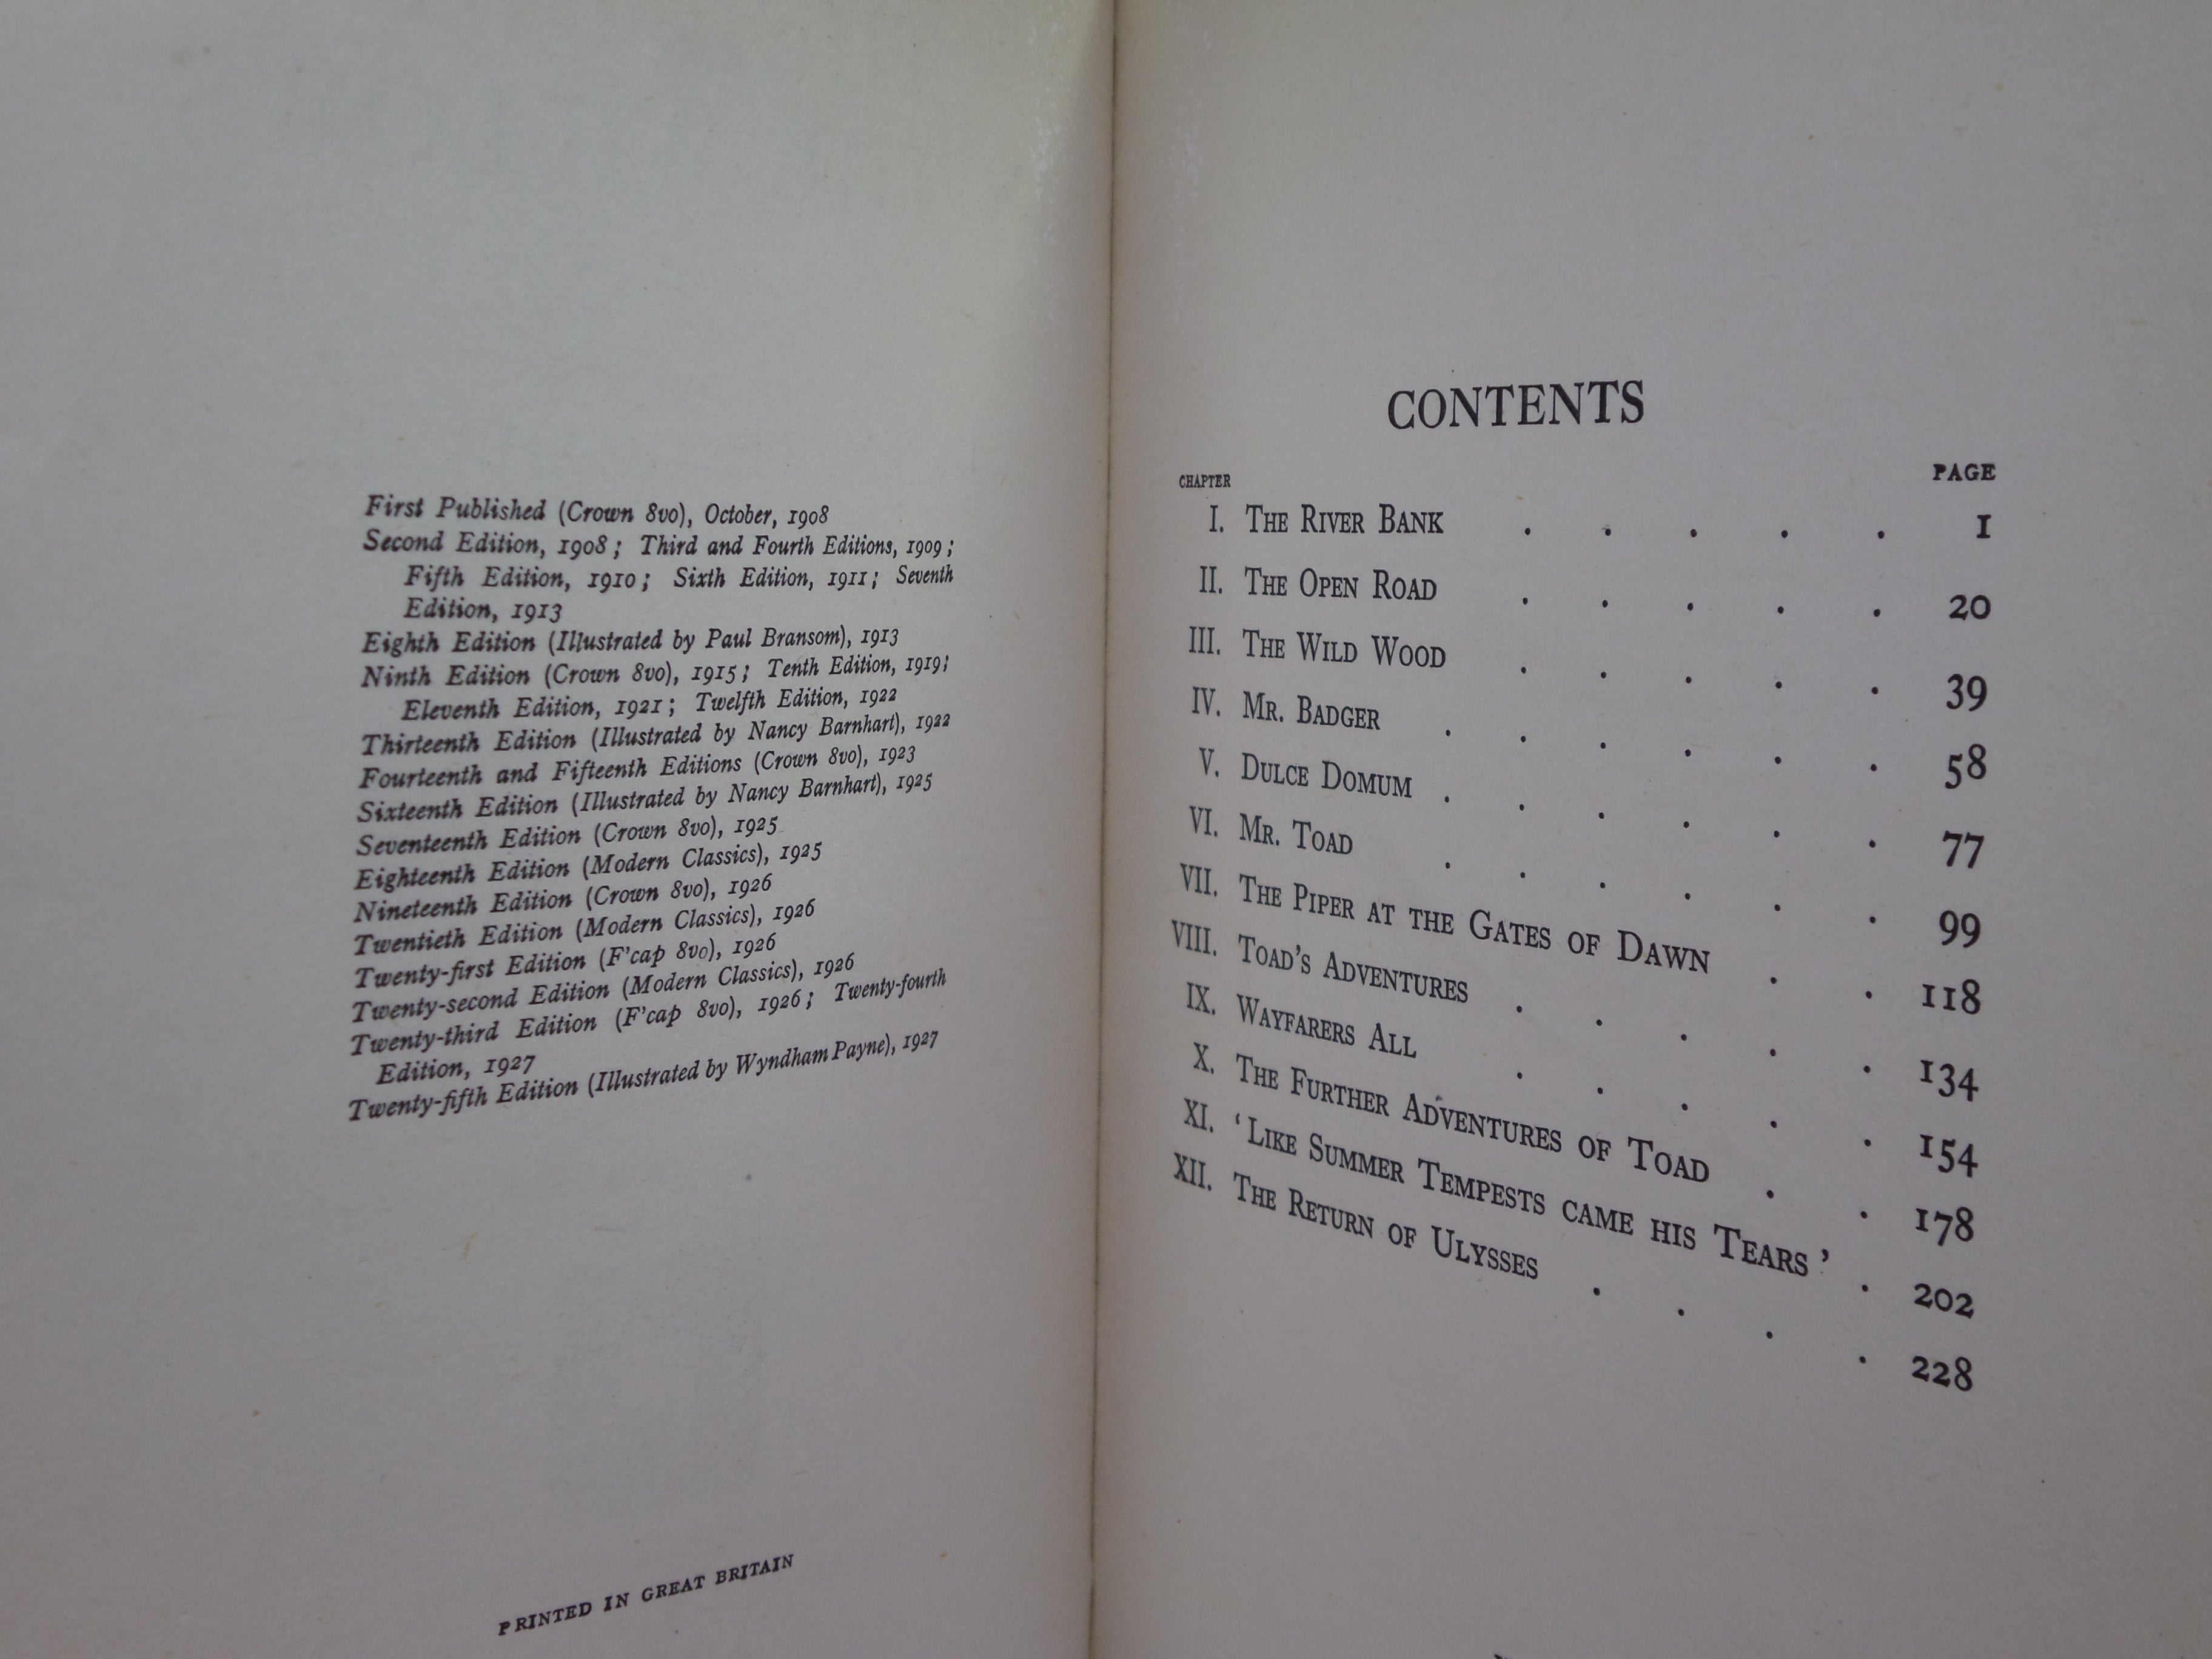 First Published (Crown 8vo), October, 1908
Second Edition, 1908; Third and Fourth Editions, 1909;
Fifth Edition, 1910; Sixth Edition, 1911; Seventh
Edition, 1913
Eighth Edition (Illustrated by Paul Bransom), 1913
Ninth Edition (Crown 8vo), 1915; Tenth Edition, 1919;
Eleventh Edition, 1921; Twelfth Edition, 1922
Thirteenth Edition (Illustrated by Nancy Barnhart), 1922
Fourteenth and Fifteenth Editions (Crown 8vo), 1923
Sixteenth Edition (Illustrated by Nancy Barnhart), 1925
Seventeenth Edition (Crown 8vo), 1925
Eighteenth Edition (Modern Classics), 1925
Nineteenth Edition (Crown 8vo), 1926
Twentieth Edition (Modern Classics), 1926
Twenty-first Edition (F'cap 8vo), 1926
Twenty-second Edition (Modern Classics), 1926
Twenty-third Edition (F'cap 8vo), 1926; Twenty-fourth
Edition, 1927
Twenty-fifth Edition (Illustrated by Wyndham Payne), 1927
PRINTED IN GREAT BRITAIN
CONTENTS
CHAPTER PAGE
I. THE RIVER BANK . . . . . 1
II. THE OPEN ROAD . . . . . 20
III. THE WILD WOOD . . . . . 39
IV. MR. BADGER . . . . . . 58
V. DULCE DOMUM . . . . . . 77
VI. MR. TOAD . . . . . . 99
VII. THE PIPER AT THE GATES OF DAWN . . 118
VIII. TOAD'S ADVENTURES . . . . . 134
IX. WAYFARERS ALL . . . . . 154
X. THE FURTHER ADVENTURES OF TOAD . . 178
XI. 'LIKE SUMMER TEMPESTS CAME HIS TEARS' . 202
XII. THE RETURN OF ULYSSES . . . . 228